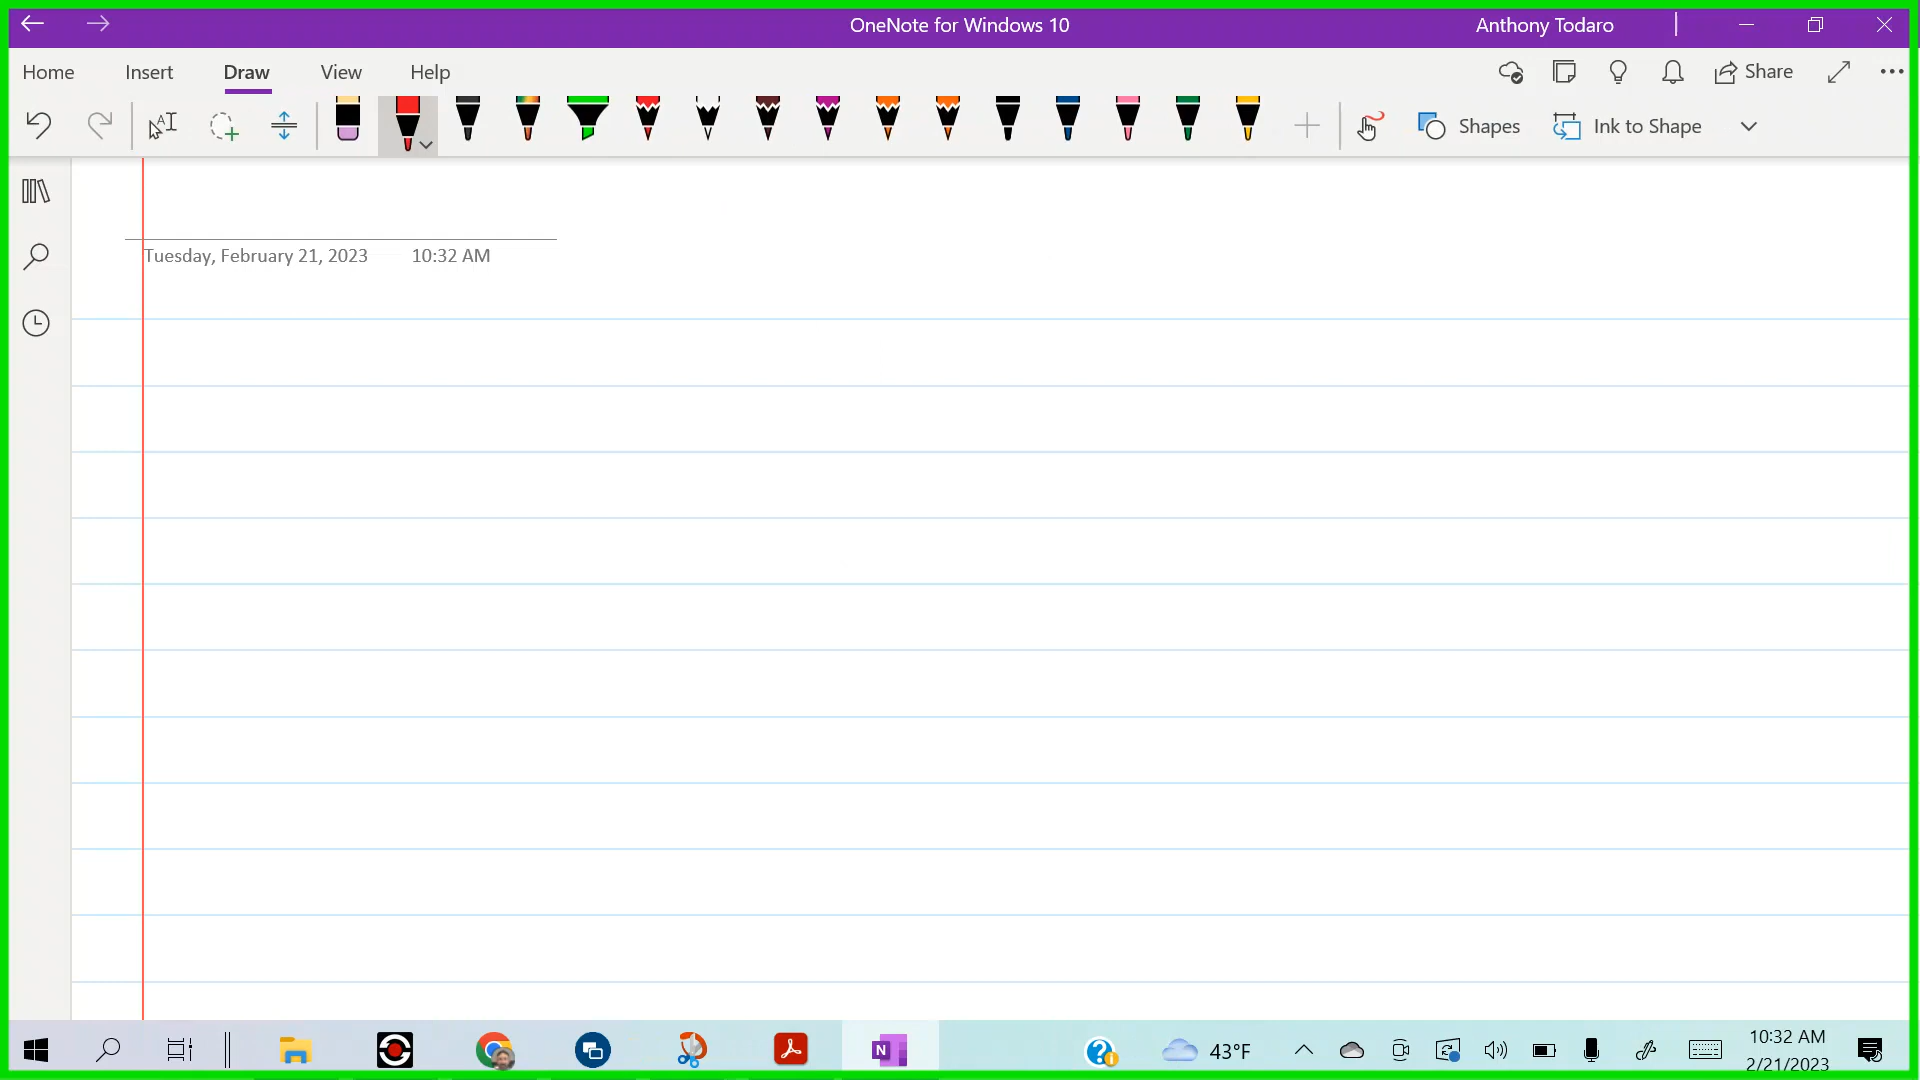 OneNote for Windows 10
Anthony Todaro
Home Insert Draw View Help
Share
Shapes
Ink to Shape
Tuesday, February 21, 2023 10:32 AM
43°F
10:32 AM
2/21/2023